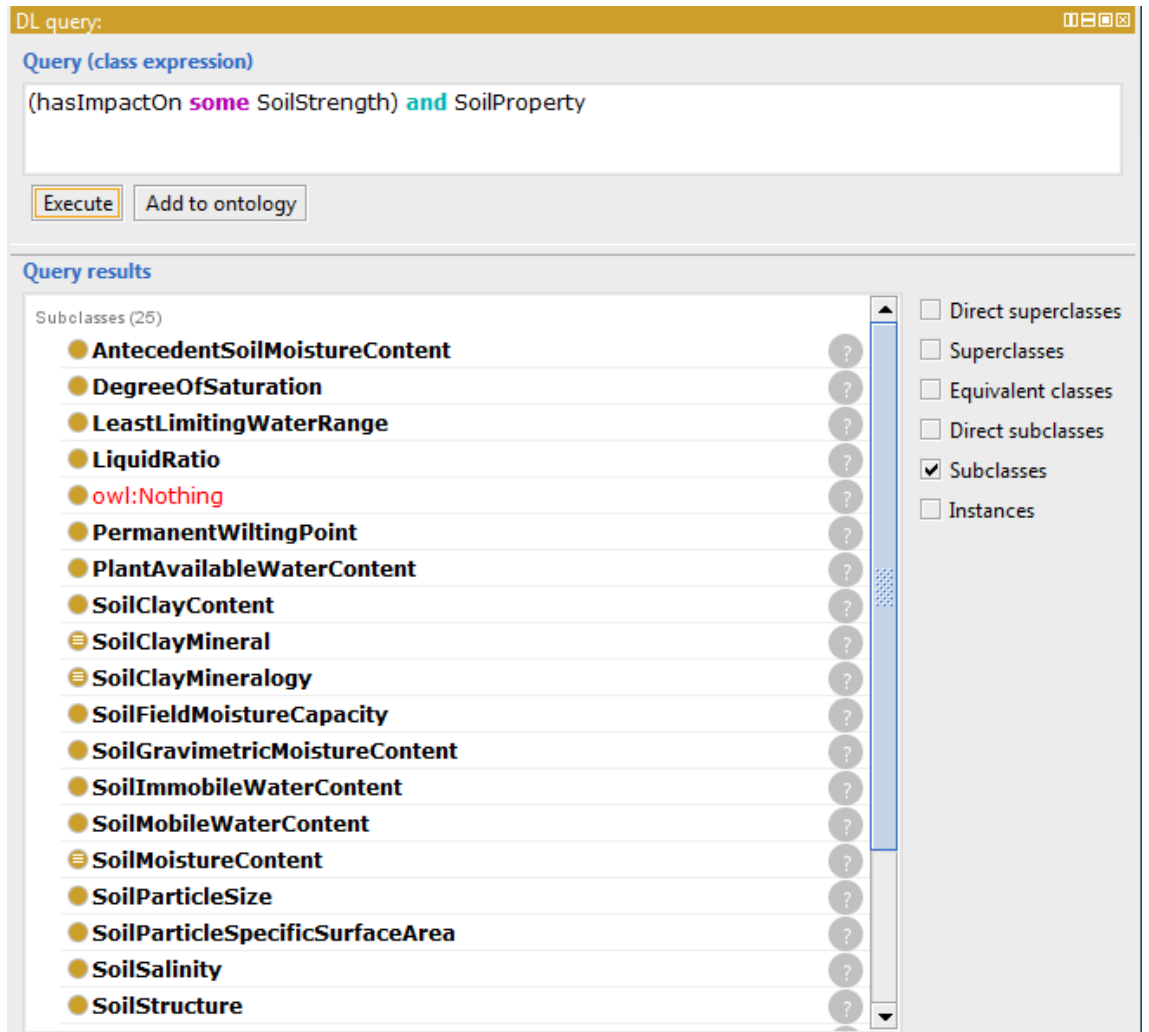 DL query:
Query (class expression)
(hasImpactOn some SoilStrength) and SoilProperty
Execute
Add to ontology
Query results
Subclasses (25)
AntecedentSoilMoistureContent
?
DegreeOfSaturation
?
LeastLimitingWaterRange
?
LiquidRatio
?
owl:Nothing
?
PermanentWiltingPoint
?
PlantAvailableWaterContent
?
SoilClayContent
?
SoilClayMineral
?
SoilClayMineralogy
?
SoilFieldMoistureCapacity
?
SoilGravimetricMoistureContent
?
SoilImmobileWaterContent
?
SoilMobileWaterContent
?
SoilMoistureContent
?
SoilParticleSize
?
SoilParticleSpecificSurfaceArea
?
SoilSalinity
?
SoilStructure
?
Direct superclasses
Superclasses
Equivalent classes
Direct subclasses
Subclasses
Instances